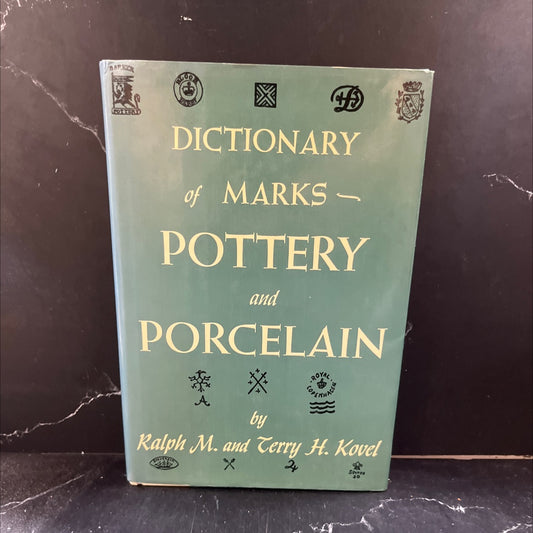 DICTIONARY
of MARKS —
POTTERY
and
PORCELAIN
A
ROYAL
COPENHAGEN
by
Ralph M. and Terry H. Kovel